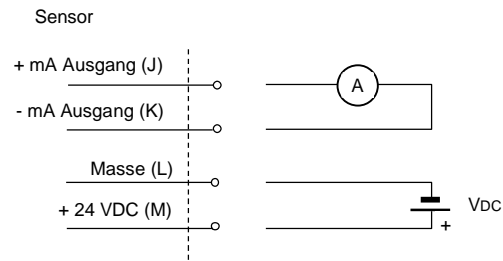 Sensor
+ mA Ausgang (J)
A
- mA Ausgang (K)
Masse (L)
+ 24 VDC (M)
VDC
+